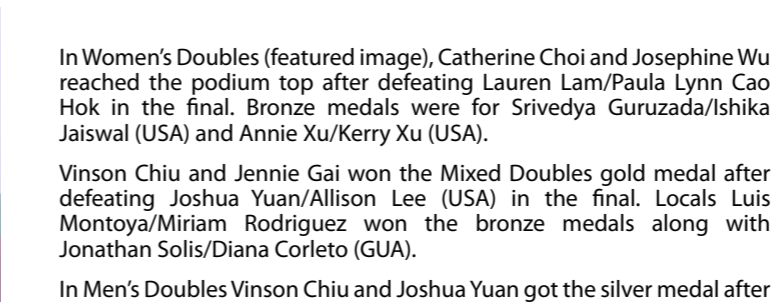 In Women’s Doubles (featured image), Catherine Choi and Josephine Wu
reached the podium top after defeating Lauren Lam/Paula Lynn Cao
Hok in the final. Bronze medals were for Srivedya Guruzada/Ishika
Jaiswal (USA) and Annie Xu/Kerry Xu (USA).
Vinson Chiu and Jennie Gai won the Mixed Doubles gold medal after
defeating Joshua Yuan/Allison Lee (USA) in the final. Locals Luis
Montoya/Miriam Rodriguez won the bronze medals along with
Jonathan Solis/Diana Corleto (GUA).
In Men’s Doubles Vinson Chiu and Joshua Yuan got the silver medal after